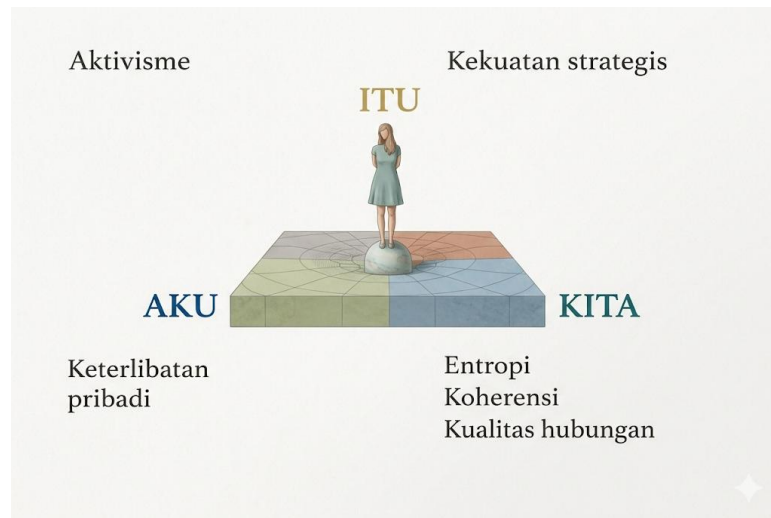 Aktivisme
Kekuatan strategis
ITU
AKU
KITA
Keterlibatan
pribadi
Entropi
Koherensi
Kualitas hubungan